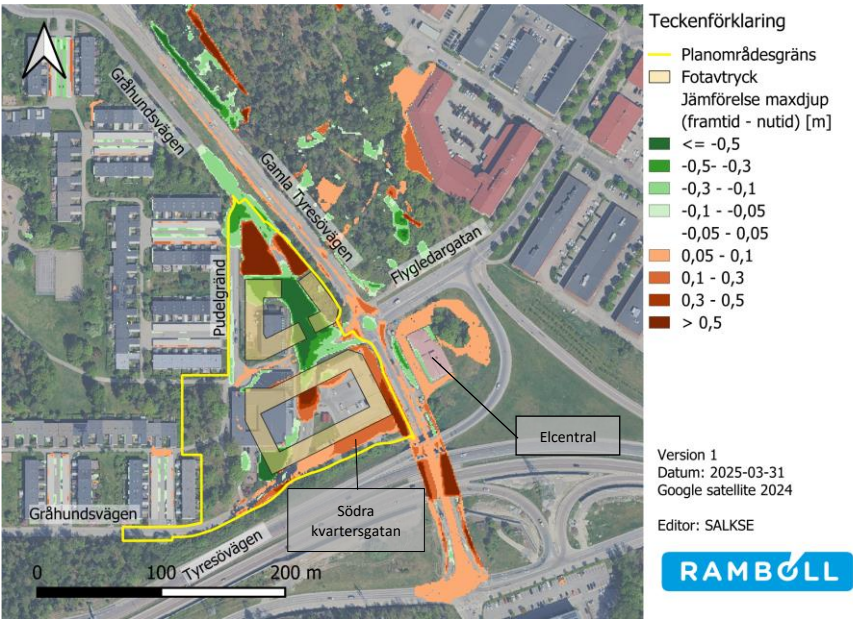 Gråhundsvägen
Gamla Tyresövägen
Flygledargatan
Pudelgränd
Elcentral
Södra
kvartersgatan
Gråhundsvägen
Tyresövägen
0 100 200 m
Teckenförklaring
Planområdesgräns
Fotavtryck
Jämförelse maxdjup
(framtid - nutid) [m]
<= -0,5
-0,5- -0,3
-0,3 - -0,1
-0,1 - -0,05
-0,05 - 0,05
0,05 - 0,1
0,1 - 0,3
0,3 - 0,5
> 0,5
Version 1
Datum: 2025-03-31
Google satellite 2024
Editor: SALKSE
RAMBOLL